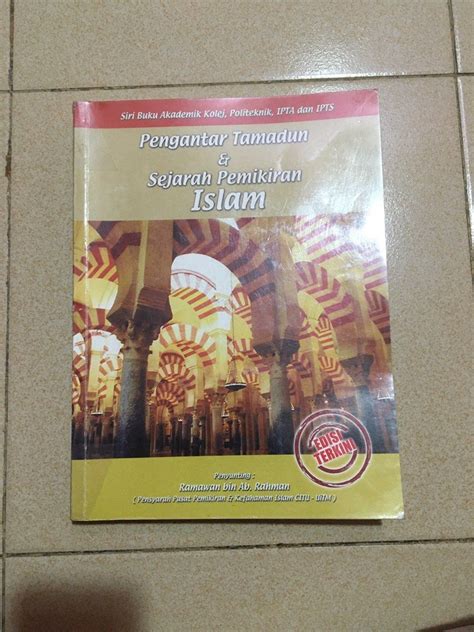 Siri Buku Akademik Kolej, Politeknik, IPTA dan IPTS
Pengantar Tamadun
&
Sejarah Pemikiran
Islam
EDISI
TERKINI
Penyunting :
Ramawan bin Ab. Rahman
( Pensyarah Pusat Pemikiran & Kefahaman Islam CITU - UiTM )